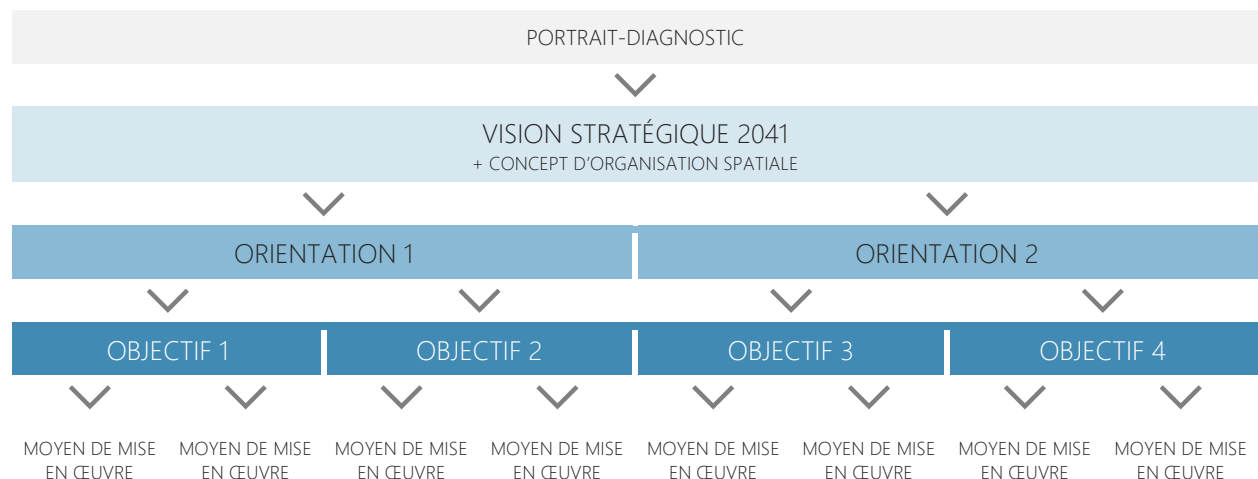 PORTRAIT-DIAGNOSTIC
VISION STRATÉGIQUE 2041
+ CONCEPT D'ORGANISATION SPATIALE
ORIENTATION 1
ORIENTATION 2
OBJECTIF 1
OBJECTIF 2
OBJECTIF 3
OBJECTIF 4
MOYEN DE MISE
EN ŒUVRE
MOYEN DE MISE
EN ŒUVRE
MOYEN DE MISE
EN ŒUVRE
MOYEN DE MISE
EN ŒUVRE
MOYEN DE MISE
EN ŒUVRE
MOYEN DE MISE
EN ŒUVRE
MOYEN DE MISE
EN ŒUVRE
MOYEN DE MISE
EN ŒUVRE